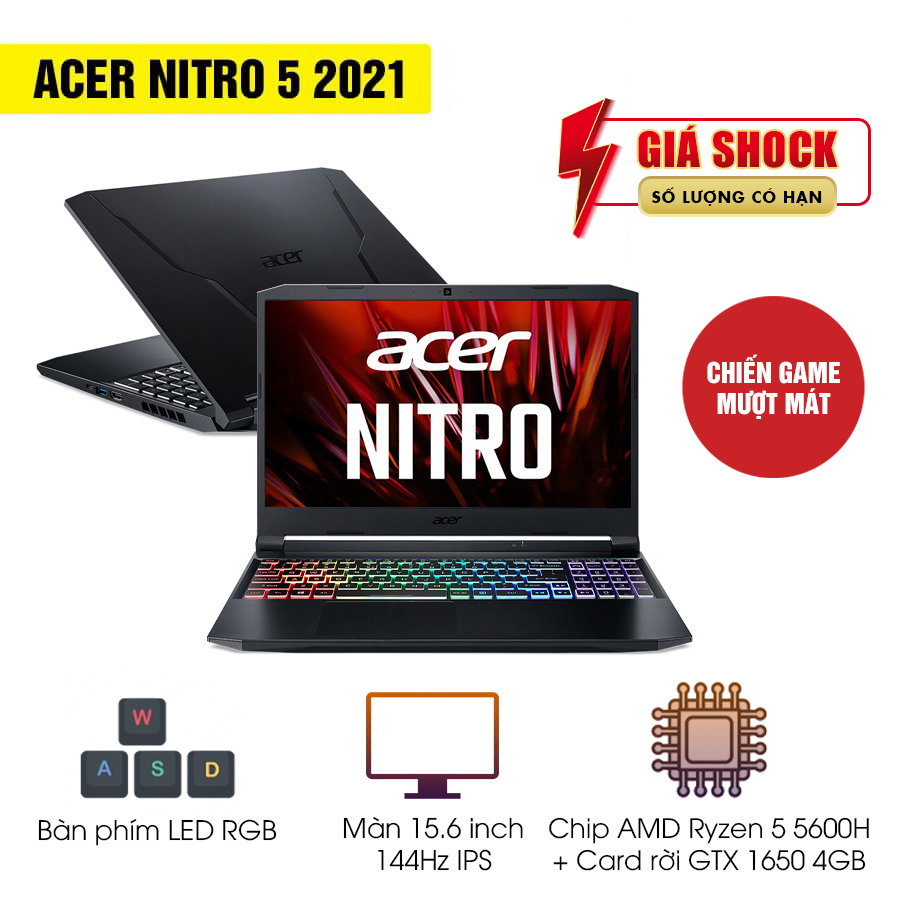 ACER NITRO 5 2021
GIÁ SHOCK
SỐ LƯỢNG CÓ HẠN
acer
acer
NITRO
acer
CHIẾN GAME
MƯỢT MÁT
W
A S D
Bàn phím LED RGB
Màn 15.6 inch
144Hz IPS
Chip AMD Ryzen 5 5600H
+ Card rời GTX 1650 4GB